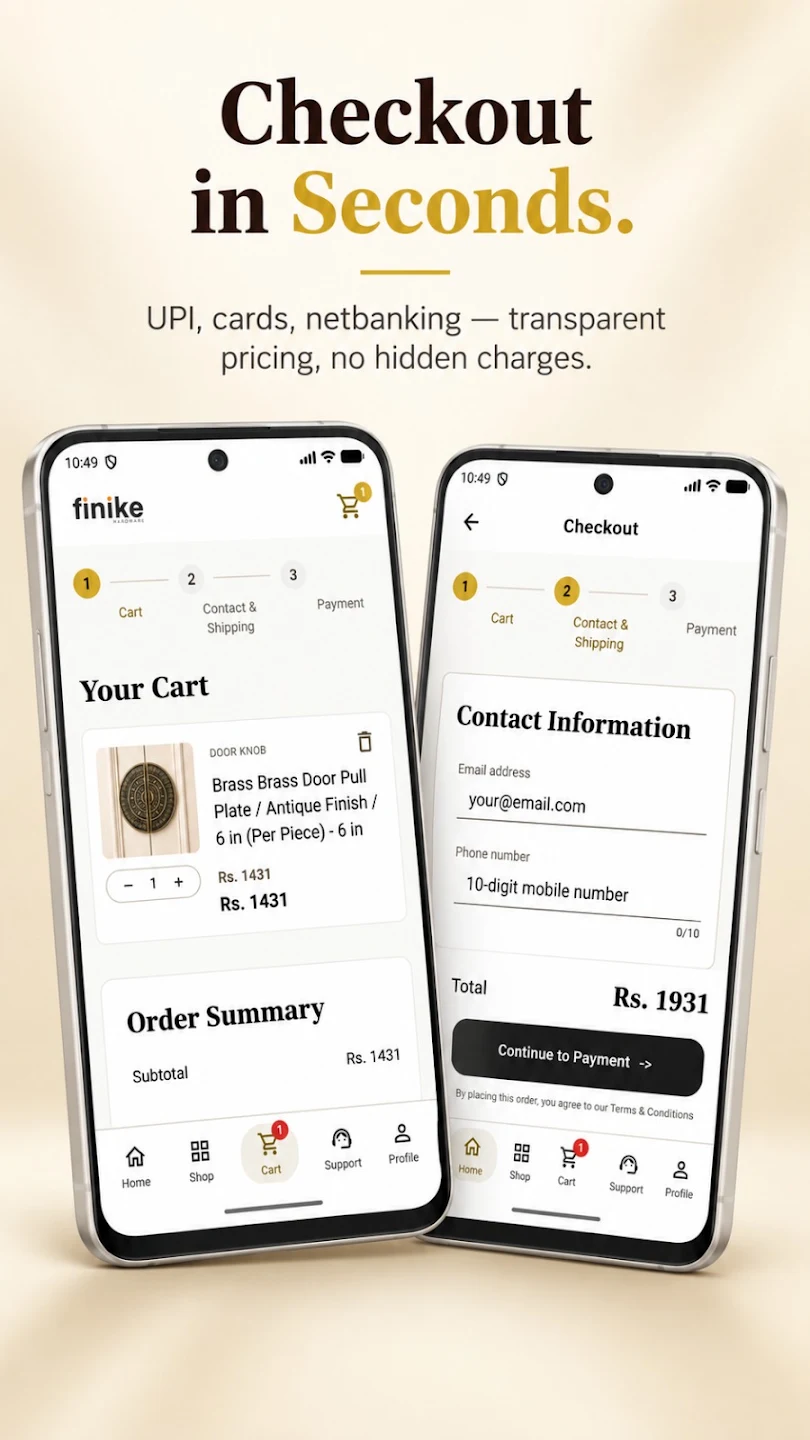 Checkout
in Seconds.
UPI, cards, netbanking — transparent
pricing, no hidden charges.
10:49
finike
HARDWARE
1
1
2
3
Cart
Contact &
Shipping
Payment
Your Cart
DOOR KNOB
Brass Brass Door Pull
Plate / Antique Finish /
6 in (Per Piece) - 6 in
− 1 +
Rs. 1431
Rs. 1431
Order Summary
Subtotal
Rs. 1431
1
Home
Shop
Cart
Support
Profile
10:49
Checkout
1
2
3
Cart
Contact &
Shipping
Payment
Contact Information
Email address
your@email.com
Phone number
10-digit mobile number
0/10
Total
Rs. 1931
Continue to Payment ->
By placing this order, you agree to our Terms & Conditions
1
Home
Shop
Cart
Support
Profile